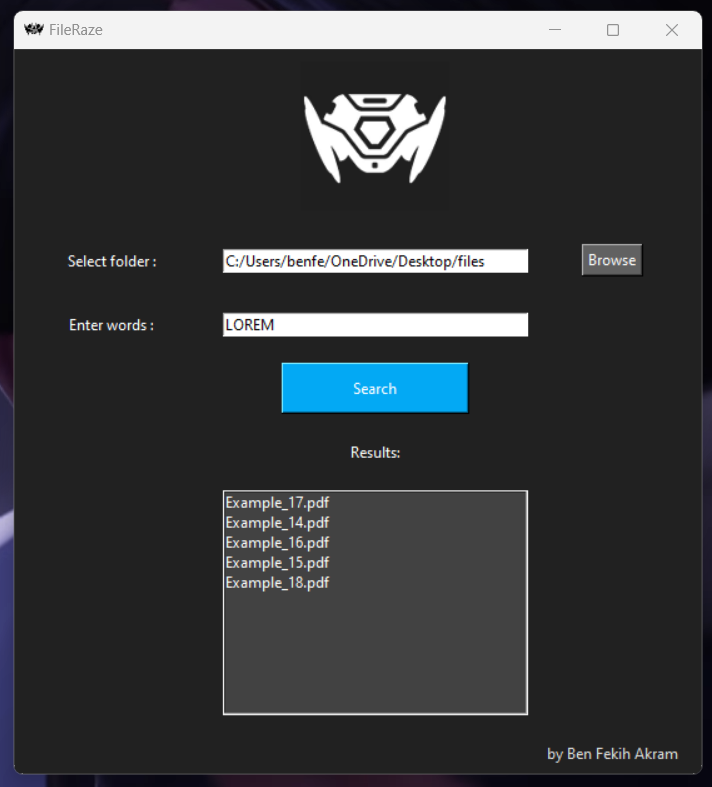 FileRaze
Select folder :
C:/Users/benfe/OneDrive/Desktop/files
Browse
Enter words :
LOREM
Search
Results:
Example_17.pdf
Example_14.pdf
Example_16.pdf
Example_15.pdf
Example_18.pdf
by Ben Fekih Akram